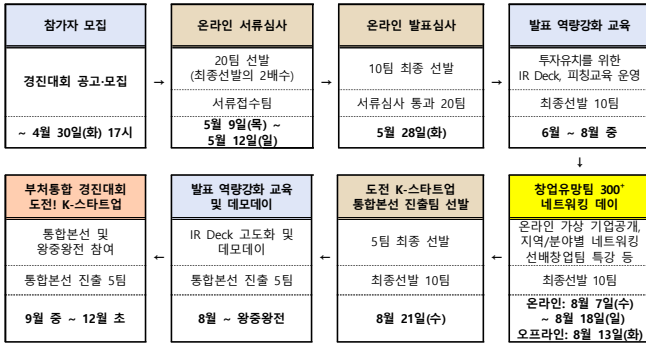 참가자 모집
경진대회 공고·모집
~ 4월 30일(화) 17시
→
온라인 서류심사
20팀 선발
(최종선발의 2배수)
서류접수팀
5월 9일(목) ~
5월 12일(일)
→
온라인 발표심사
10팀 최종 선발
서류심사 통과 20팀
5월 28일(화)
→
발표 역량강화 교육
투자유치를 위한
IR Deck, 피칭교육 운영
최종선발 10팀
6월 ~ 8월 중
↓
창업유망팀 300⁺
네트워킹 데이
온라인 가상 기업공개,
지역/분야별 네트워킹
선배창업팀 특강 등
최종선발 10팀
온라인: 8월 7일(수)
~ 8월 18일(일)
오프라인: 8월 13일(화)
←
도전 K-스타트업
통합본선 진출팀 선발
5팀 최종 선발
최종선발 10팀
8월 21일(수)
←
발표 역량강화 교육
및 데모데이
IR Deck 고도화 및
데모데이
통합본선 진출 5팀
8월 ~ 왕중왕전
←
부처통합 경진대회
도전! K-스타트업
통합본선 및
왕중왕전 참여
통합본선 진출 5팀
9월 중 ~ 12월 초